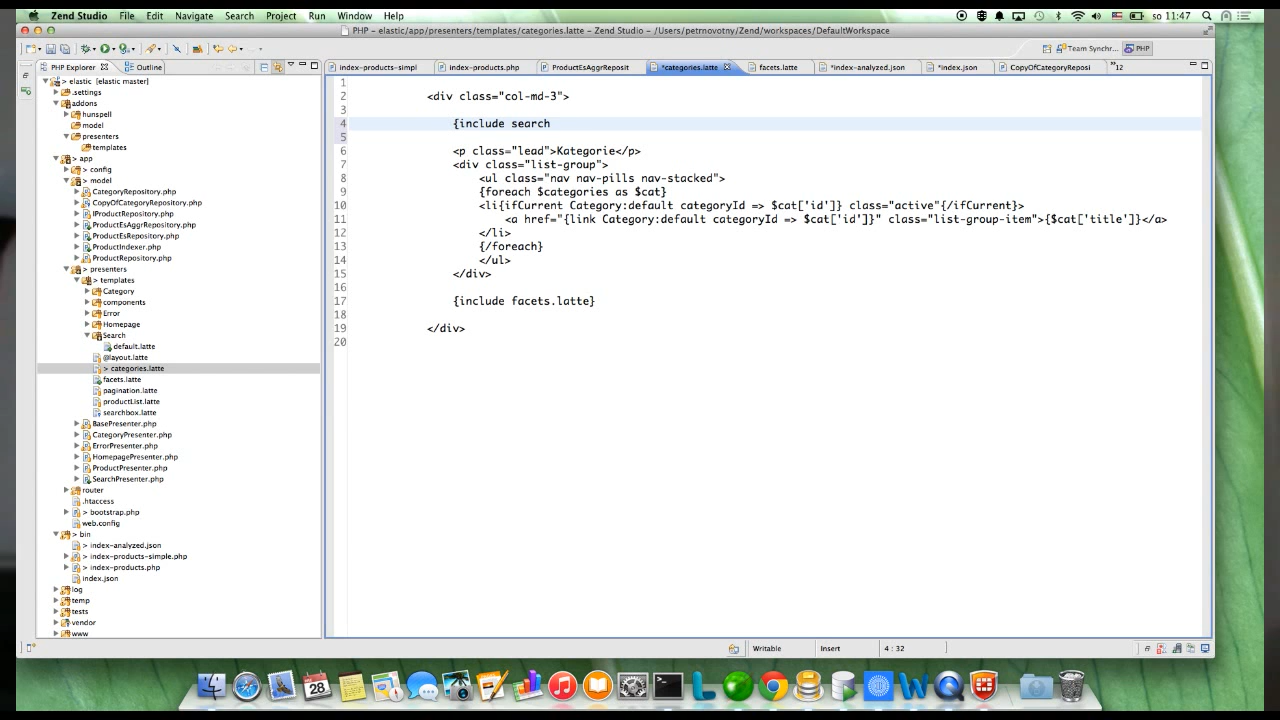 Zend Studio File Edit Navigate Search Project Run Window Help so 11:47
PHP - elastic/app/presenters/templates/categories.latte - Zend Studio - /Users/petrnovotny/Zend/workspaces/DefaultWorkspace
Team Synchr... PHP
PHP Explorer Outline
index-products-simpl index-products.php ProductEsAggrReposit *categories.latte facets.latte *index-analyzed.json *index.json CopyOfCategoryReposi »12
> elastic [elastic master]
.settings
addons
hunspell
model
presenters
templates
> app
> config
> model
CategoryRepository.php
CopyOfCategoryRepository.php
IProductRepository.php
ProductEsAggrRepository.php
ProductEsRepository.php
ProductIndexer.php
ProductRepository.php
> presenters
> templates
Category
components
Error
Homepage
Search
default.latte
@layout.latte
> categories.latte
facets.latte
pagination.latte
productList.latte
searchbox.latte
BasePresenter.php
CategoryPresenter.php
ErrorPresenter.php
HomepagePresenter.php
ProductPresenter.php
SearchPresenter.php
router
.htaccess
> bootstrap.php
web.config
> bin
> index-analyzed.json
> index-products-simple.php
> index-products.php
index.json
log
temp
tests
vendor
www
1
2 <div class="col-md-3">
3
4 {include search
5
6 <p class="lead">Kategorie</p>
7 <div class="list-group">
8 <ul class="nav nav-pills nav-stacked">
9 {foreach $categories as $cat}
10 <li{ifCurrent Category:default categoryId => $cat['id']} class="active"{/ifCurrent}>
11 <a href="{link Category:default categoryId => $cat['id']}" class="list-group-item">{$cat['title']}</a>
12 </li>
13 {/foreach}
14 </ul>
15 </div>
16
17 {include facets.latte}
18
19 </div>
20
Writable Insert 4 : 32
28